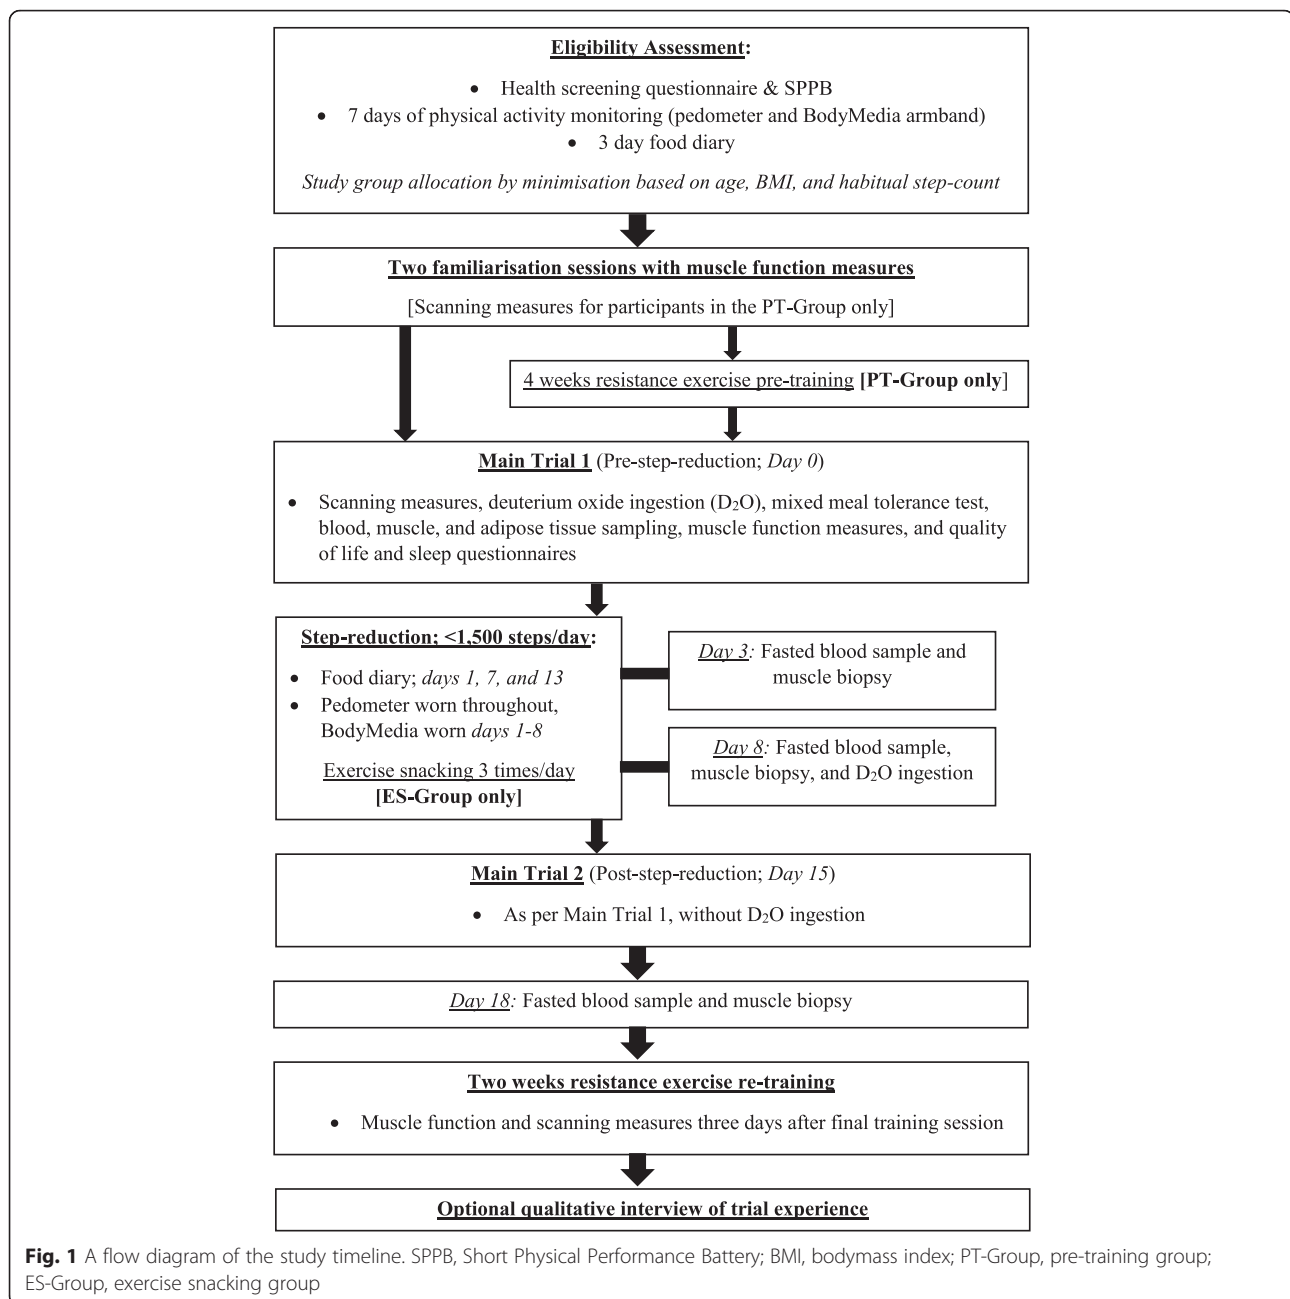 Eligibility Assessment:
• Health screening questionnaire & SPPB
• 7 days of physical activity monitoring (pedometer and BodyMedia armband)
• 3 day food diary
Study group allocation by minimisation based on age, BMI, and habitual step-count
Two familiarisation sessions with muscle function measures
[Scanning measures for participants in the PT-Group only]
4 weeks resistance exercise pre-training [PT-Group only]
Main Trial 1 (Pre-step-reduction; Day 0)
• Scanning measures, deuterium oxide ingestion (D₂O), mixed meal tolerance test,
blood, muscle, and adipose tissue sampling, muscle function measures, and quality
of life and sleep questionnaires
Step-reduction; <1,500 steps/day:
• Food diary; days 1, 7, and 13
• Pedometer worn throughout,
BodyMedia worn days 1-8
Exercise snacking 3 times/day
[ES-Group only]
Day 3: Fasted blood sample and
muscle biopsy
Day 8: Fasted blood sample,
muscle biopsy, and D₂O ingestion
Main Trial 2 (Post-step-reduction; Day 15)
• As per Main Trial 1, without D₂O ingestion
Day 18: Fasted blood sample and muscle biopsy
Two weeks resistance exercise re-training
• Muscle function and scanning measures three days after final training session
Optional qualitative interview of trial experience
Fig. 1 A flow diagram of the study timeline. SPPB, Short Physical Performance Battery; BMI, bodymass index; PT-Group, pre-training group;
ES-Group, exercise snacking group